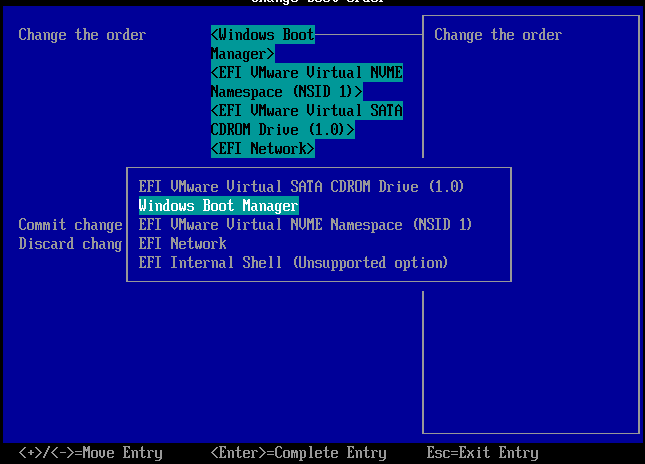 Change Boot Order
Change the order
<Windows Boot
Manager>
<EFI VMware Virtual NVME
Namespace (NSID 1)>
<EFI VMware Virtual SATA
CDROM Drive (1.0)>
<EFI Network>
Change the order
EFI VMware Virtual SATA CDROM Drive (1.0)
Windows Boot Manager
EFI VMware Virtual NVME Namespace (NSID 1)
EFI Network
EFI Internal Shell (Unsupported option)
Commit change
Discard chang
<+>/<->=Move Entry
<Enter>=Complete Entry
Esc=Exit Entry